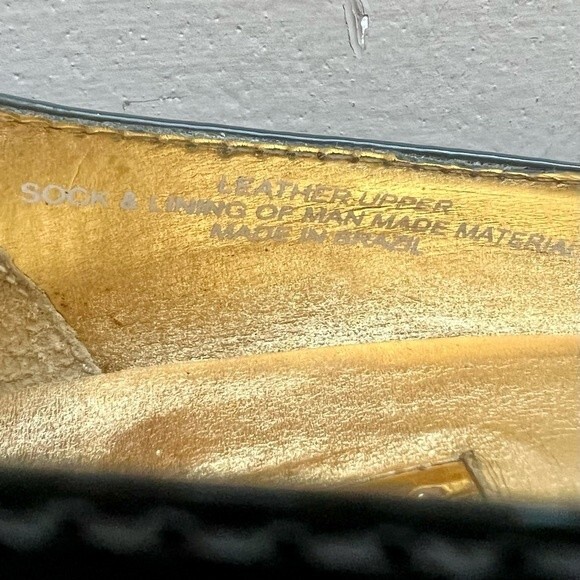 LEATHER UPPER
SOCK & LINING OF MAN MADE MATERIAL
MADE IN BRAZIL